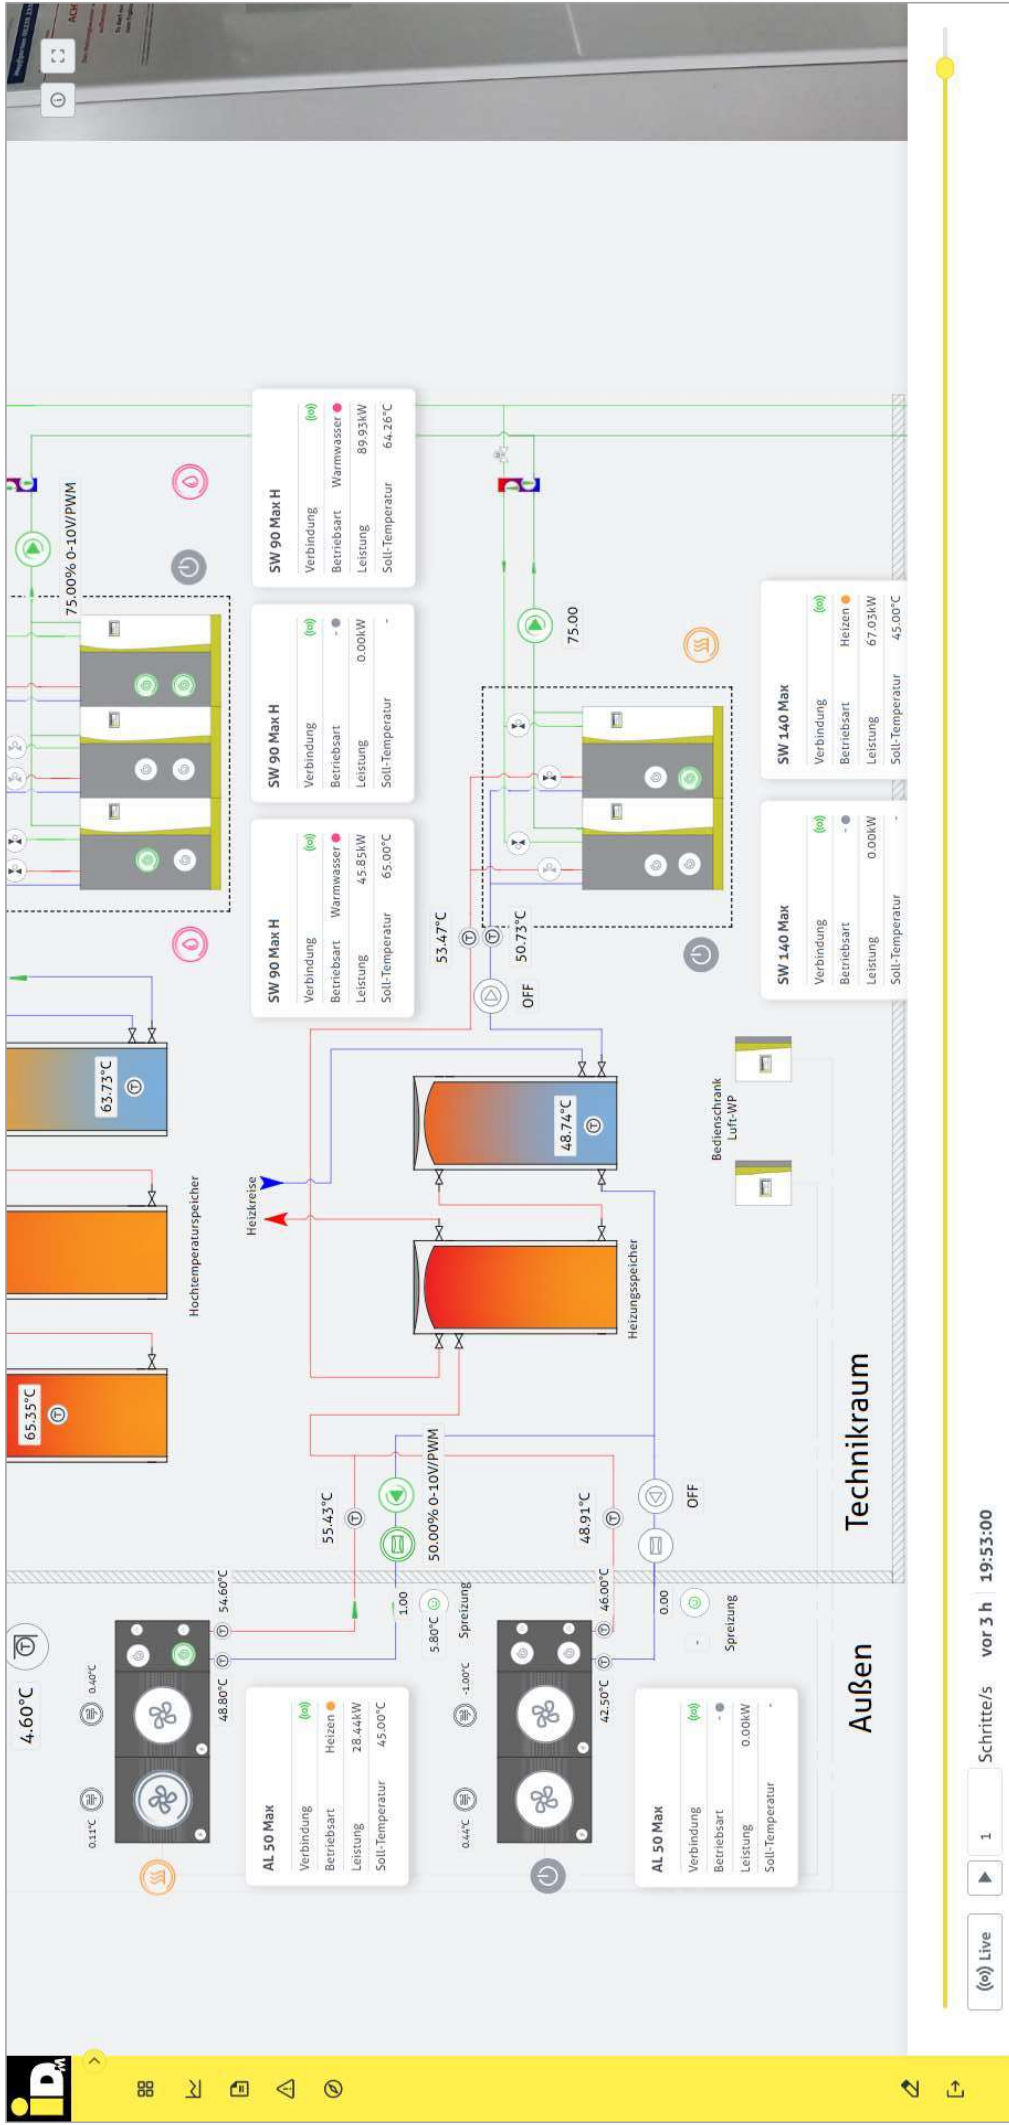 iDM
4.60°C
0.11°C
0.40°C
54.60°C
48.80°C
AL 50 Max
Verbindung
Betriebsart Heizen
Leistung 28.44kW
Soll-Temperatur 45.00°C
55.43°C
50.00% 0-10V/PWM
1.00
5.80°C
Spreizung
0.44°C
-1.00°C
46.00°C
42.50°C
AL 50 Max
Verbindung
Betriebsart -
Leistung 0.00kW
Soll-Temperatur -
48.91°C
OFF
0.00
-
Spreizung
Außen
Technikraum
65.35°C
63.73°C
Hochtemperaturspeicher
Heizkreise
48.74°C
Heizungsspeicher
Bedienschrank
Luft-WP
75.00% 0-10V/PWM
SW 90 Max H
Verbindung
Betriebsart Warmwasser
Leistung 45.85kW
Soll-Temperatur 65.00°C
SW 90 Max H
Verbindung
Betriebsart -
Leistung 0.00kW
Soll-Temperatur -
SW 90 Max H
Verbindung
Betriebsart Warmwasser
Leistung 89.93kW
Soll-Temperatur 64.26°C
53.47°C
50.73°C
OFF
75.00
SW 140 Max
Verbindung
Betriebsart -
Leistung 0.00kW
Soll-Temperatur -
SW 140 Max
Verbindung
Betriebsart Heizen
Leistung 67.03kW
Soll-Temperatur 45.00°C
Live
1
Schritte/s
vor 3 h
19:53:00